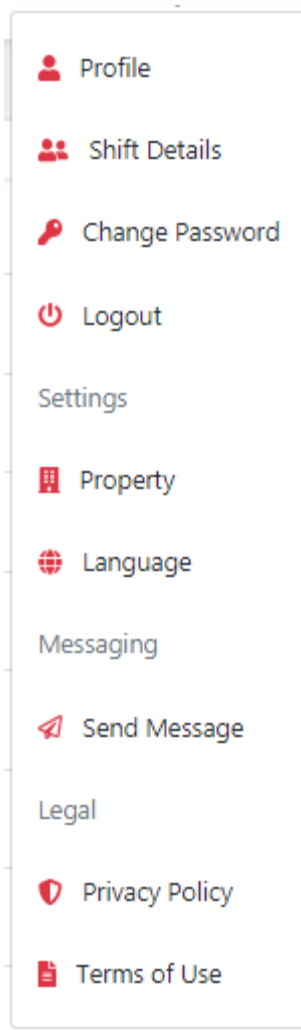 Profile
Shift Details
Change Password
Logout
Settings
Property
Language
Messaging
Send Message
Legal
Privacy Policy
Terms of Use